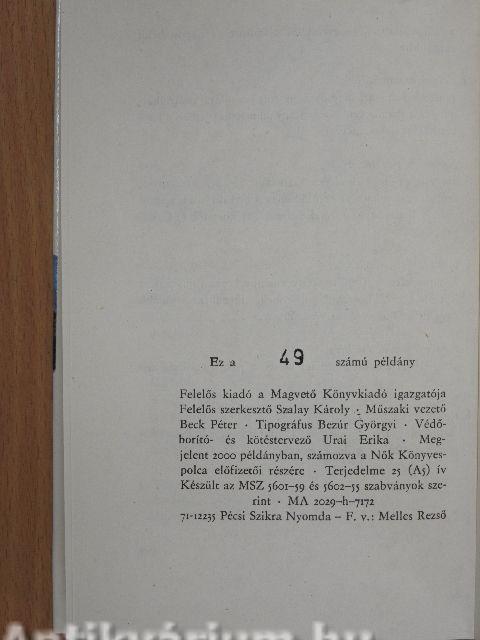 Ez a 49 számú példány
Felelős kiadó a Magvető Könyvkiadó igazgatója
Felelős szerkesztő Szalay Károly · Műszaki vezető
Beck Péter · Tipográfus Bezúr Györgyi · Védő-
borító- és kötéstervező Urai Erika · Meg-
jelent 2000 példányban, számozva a Nők Könyves-
polca előfizetői részére · Terjedelme 25 (A5) ív
Készült az MSZ 5601–59 és 5602–55 szabványok sze-
rint · MA 2029–h–7172
71-12235 Pécsi Szikra Nyomda – F. v.: Melles Rezső
Antikvárium.hu